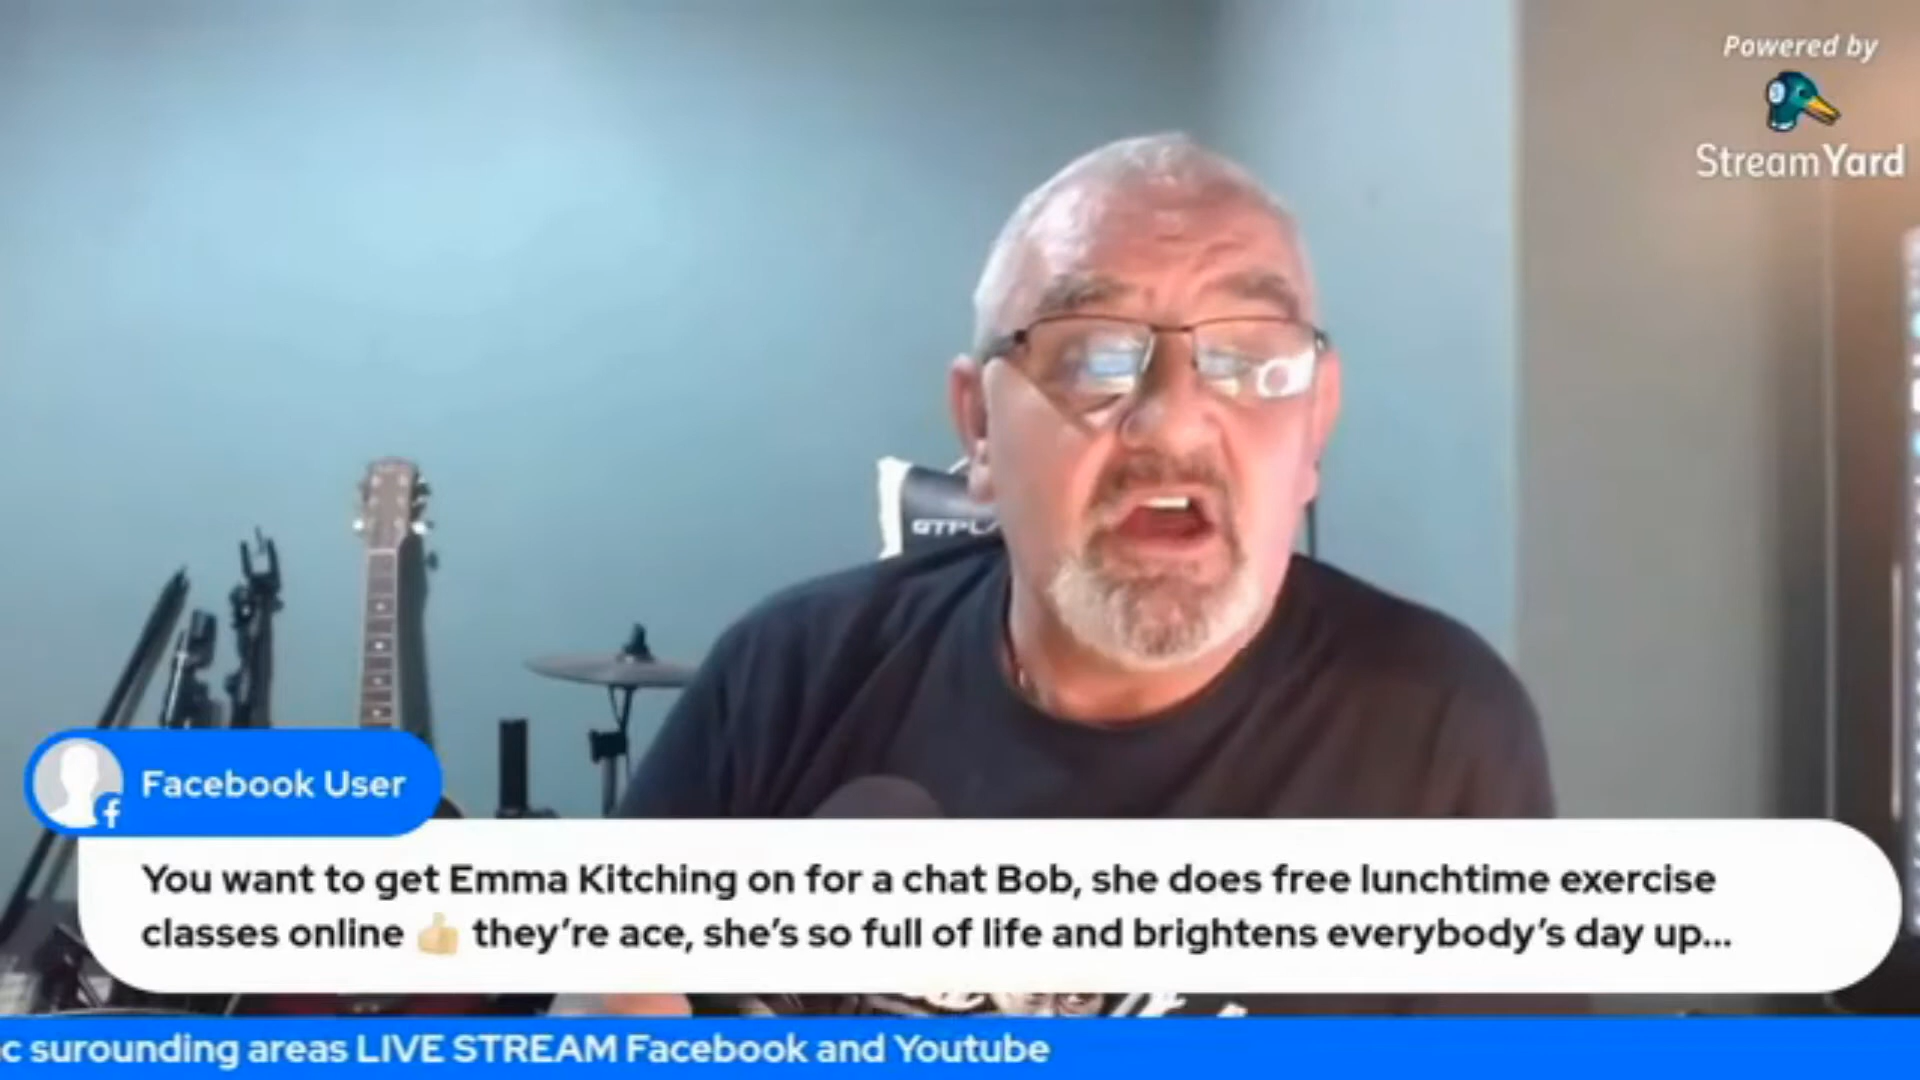 Powered by
StreamYard
GTPL
Facebook User
You want to get Emma Kitching on for a chat Bob, she does free lunchtime exercise
classes online 👍 they're ace, she's so full of life and brightens everybody's day up...
c surounding areas LIVE STREAM Facebook and Youtube